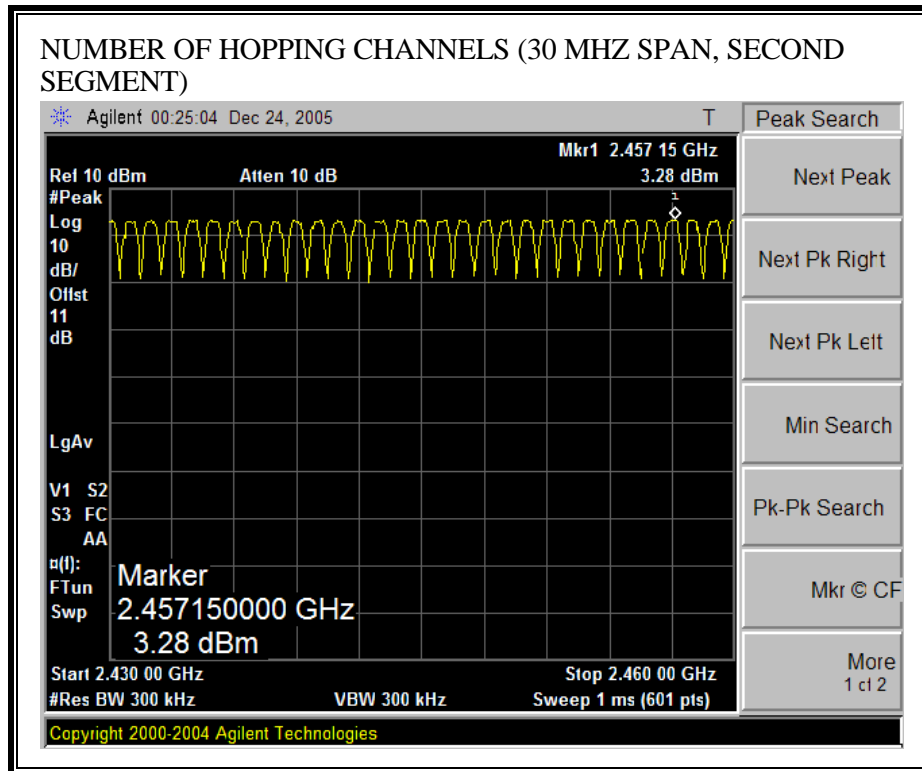 NUMBER OF HOPPING CHANNELS (30 MHZ SPAN, SECOND
SEGMENT)
Agilent 00:25:04 Dec 24, 2005 T
Peak Search
Mkr1 2.457 15 GHz
Ref 10 dBm Atten 10 dB 3.28 dBm
#Peak
Log
10
dB/
Offst
11
dB
1
LgAv
V1 S2
S3 FC
AA
¤(f):
FTun
Swp
Marker
2.457150000 GHz
3.28 dBm
Start 2.430 00 GHz Stop 2.460 00 GHz
#Res BW 300 kHz VBW 300 kHz Sweep 1 ms (601 pts)
Copyright 2000-2004 Agilent Technologies
Next Peak
Next Pk Right
Next Pk Left
Min Search
Pk-Pk Search
Mkr © CF
More
1 of 2